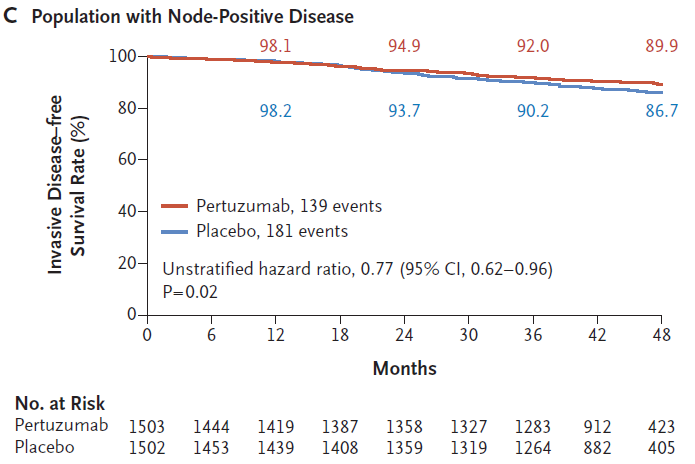 C Population with Node-Positive Disease
98.1 94.9 92.0 89.9
98.2 93.7 90.2 86.7
Invasive Disease–free
Survival Rate (%)
100
80
60
40
20
0
Pertuzumab, 139 events
Placebo, 181 events
Unstratified hazard ratio, 0.77 (95% CI, 0.62–0.96)
P=0.02
0 6 12 18 24 30 36 42 48
Months
No. at Risk
Pertuzumab 1503 1444 1419 1387 1358 1327 1283 912 423
Placebo 1502 1453 1439 1408 1359 1319 1264 882 405